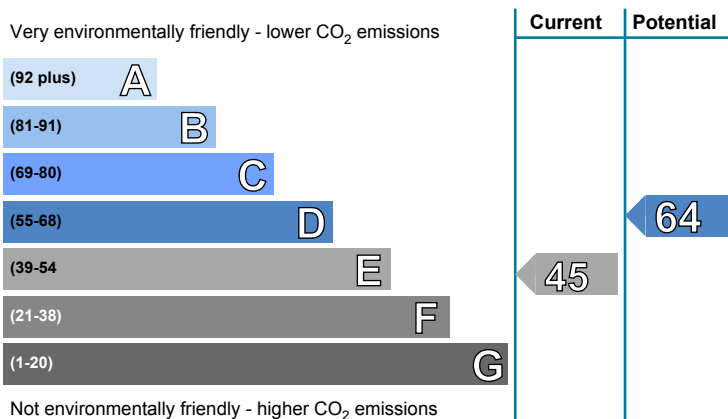 Current Potential
Very environmentally friendly - lower CO2 emissions
(92 plus) A
(81-91) B
(69-80) C
(55-68) D
64
(39-54 E
45
(21-38) F
(1-20) G
Not environmentally friendly - higher CO2 emissions